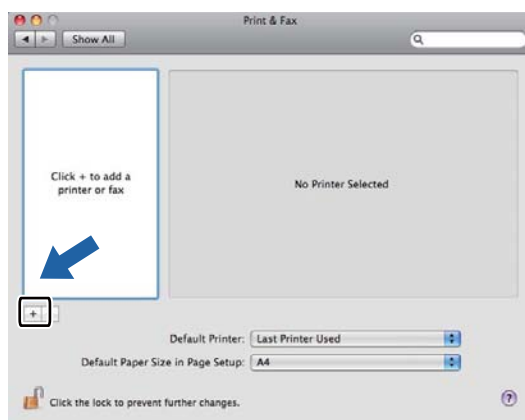 Print & Fax
Show All
Click + to add a
printer or fax
No Printer Selected
+
Default Printer: Last Printer Used
Default Paper Size in Page Setup: A4
Click the lock to prevent further changes.
?